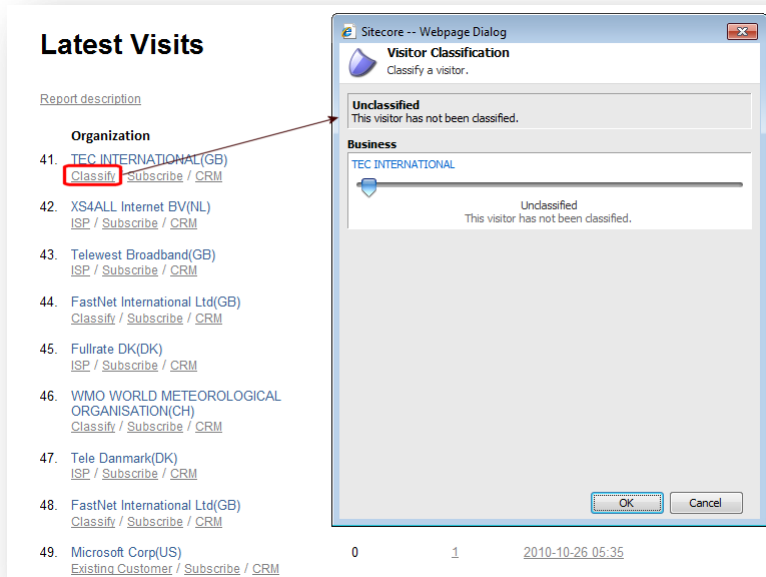 Latest Visits
Report description
Organization
41. TEC INTERNATIONAL(GB)
Classify / Subscribe / CRM
42. XS4ALL Internet BV(NL)
ISP / Subscribe / CRM
43. Telewest Broadband(GB)
ISP / Subscribe / CRM
44. FastNet International Ltd(GB)
Classify / Subscribe / CRM
45. Fullrate DK(DK)
ISP / Subscribe / CRM
46. WMO WORLD METEOROLOGICAL
ORGANISATION(CH)
Classify / Subscribe / CRM
47. Tele Danmark(DK)
ISP / Subscribe / CRM
48. FastNet International Ltd(GB)
Classify / Subscribe / CRM
49. Microsoft Corp(US) 0 1 2010-10-26 05:35
Existing Customer / Subscribe / CRM
Sitecore -- Webpage Dialog
Visitor Classification
Classify a visitor.
Unclassified
This visitor has not been classified.
Business
TEC INTERNATIONAL
Unclassified
This visitor has not been classified.
OK Cancel